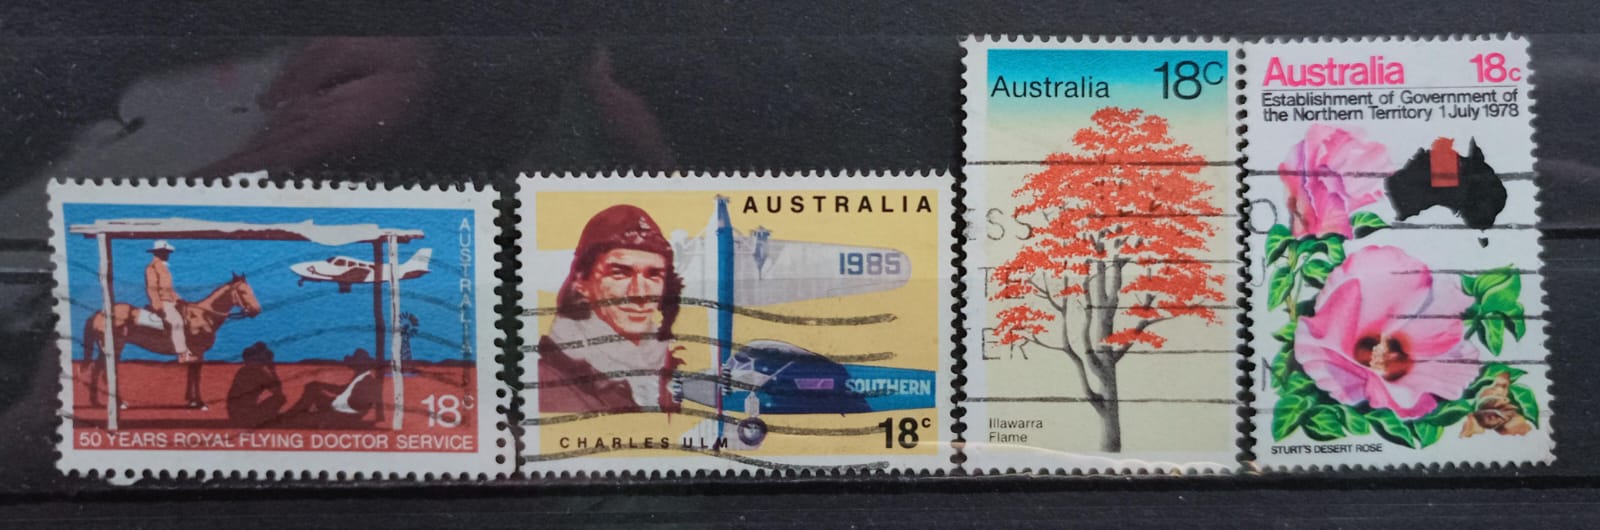 AUSTRALIA
18c
50 YEARS ROYAL FLYING DOCTOR SERVICE
AUSTRALIA
1985
SOUTHERN
CHARLES ULM
18c
Australia 18c
Illawarra
Flame
Australia 18c
Establishment of Government of
the Northern Territory 1 July 1978
STURT'S DESERT ROSE